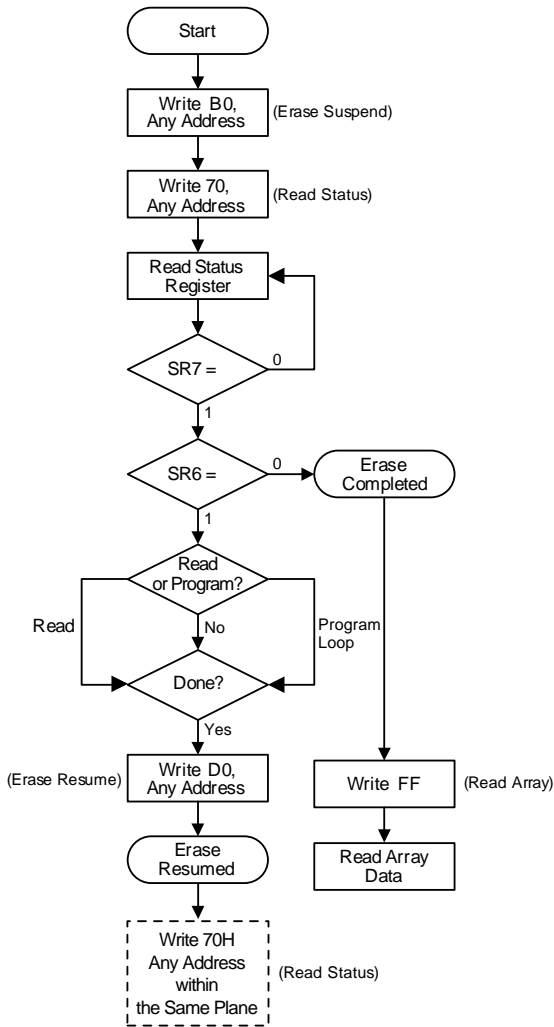 Start
Write B0,
Any Address
(Erase Suspend)
Write 70,
Any Address
(Read Status)
Read Status
Register
SR7 =
0
1
SR6 =
0
Erase
Completed
1
Read
or Program?
Read
No
Program
Loop
Done?
Yes
(Erase Resume)
Write D0,
Any Address
Write FF
(Read Array)
Erase
Resumed
Read Array
Data
Write 70H
Any Address
within
the Same Plane
(Read Status)